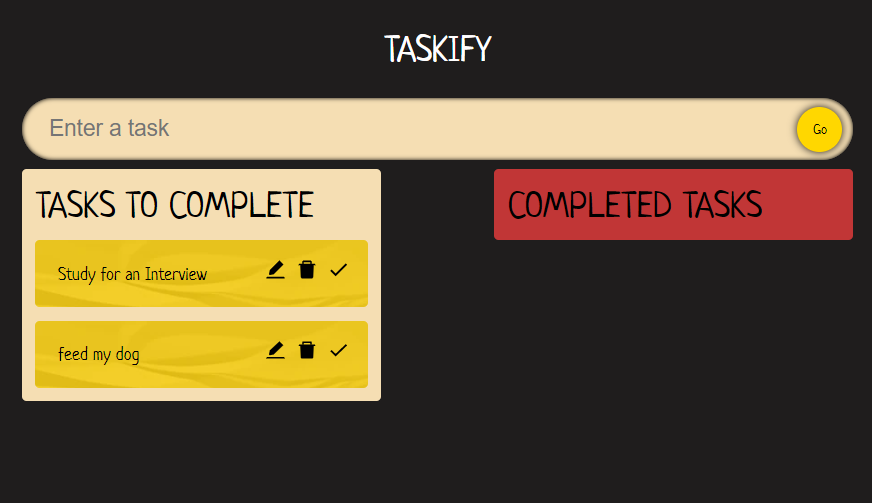 TASKIFY
Enter a task
Go
TASKS TO COMPLETE
Study for an Interview
feed my dog
COMPLETED TASKS